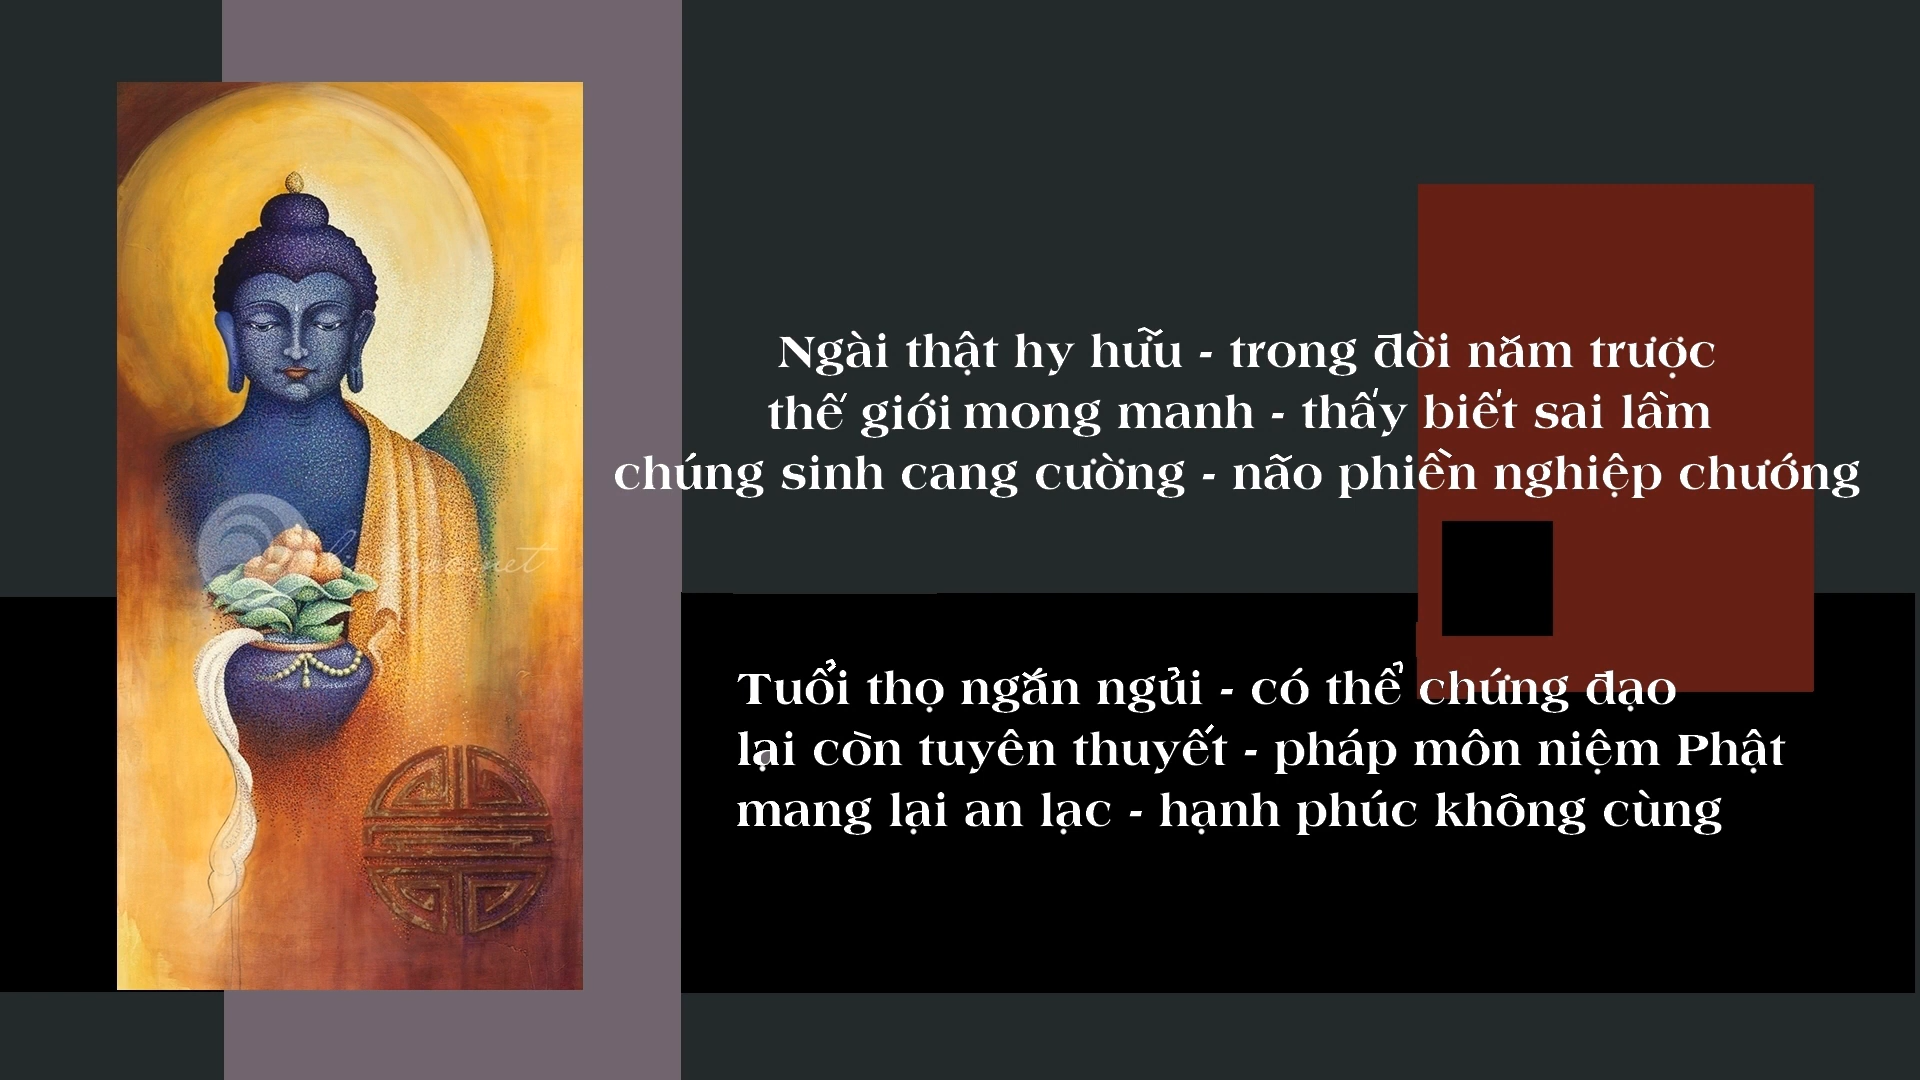 Ngài thật hy hữu - trong đời năm trược
thế giới mong manh - thấy biết sai lầm
chúng sinh cang cường - não phiền nghiệp chướng
Tuổi thọ ngắn ngủi - có thể chứng đạo
lại còn tuyên thuyết - pháp môn niệm Phật
mang lại an lạc - hạnh phúc không cùng